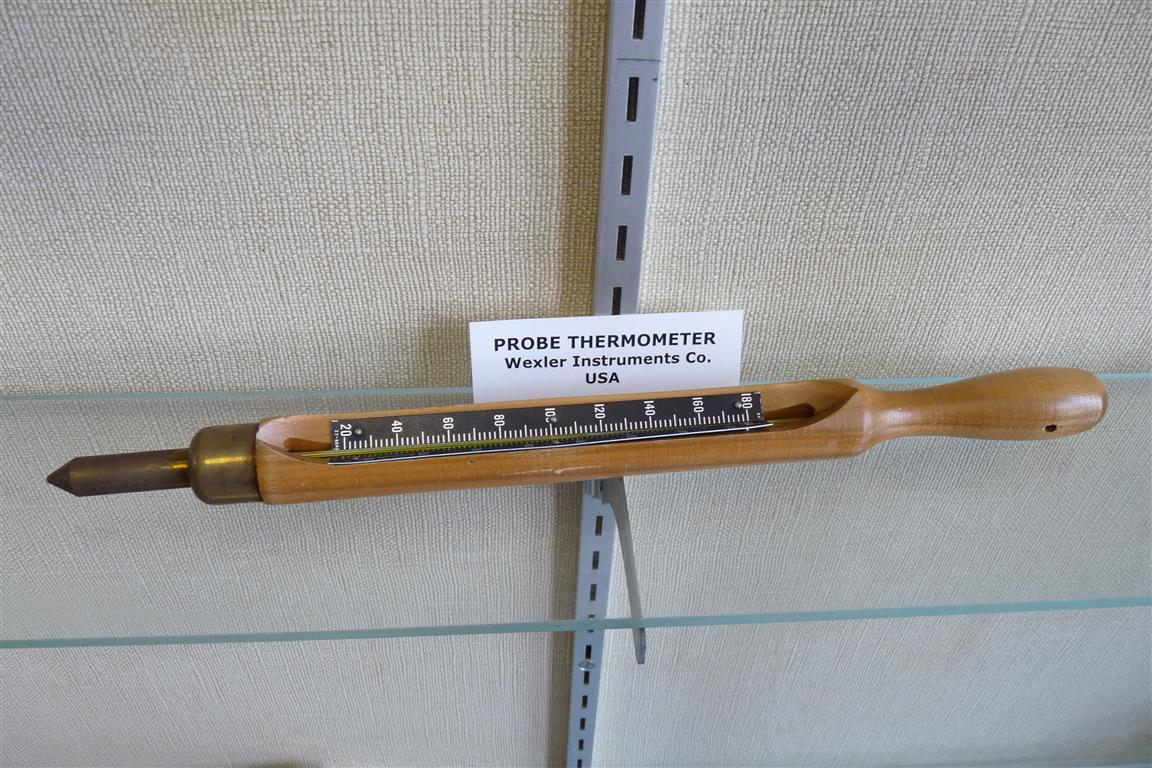 PROBE THERMOMETER
Wexler Instruments Co.
USA
20 40 60 80 100 120 140 160 180